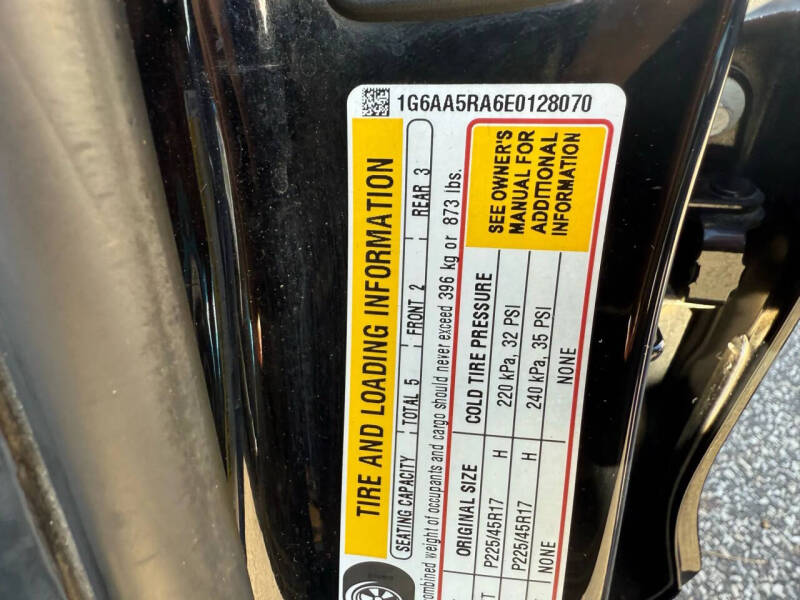 1G6AA5RA6E0128070
TIRE AND LOADING INFORMATION
SEATING CAPACITY TOTAL 5 FRONT 2 REAR 3
weight of occupants and cargo should never exceed 396 kg or 873 lbs.
ORIGINAL SIZE COLD TIRE PRESSURE
P225/45R17 H 220 kPa, 32 PSI
P225/45R17 H 240 kPa, 35 PSI
NONE NONE
SEE OWNER'S
MANUAL FOR
ADDITIONAL
INFORMATION